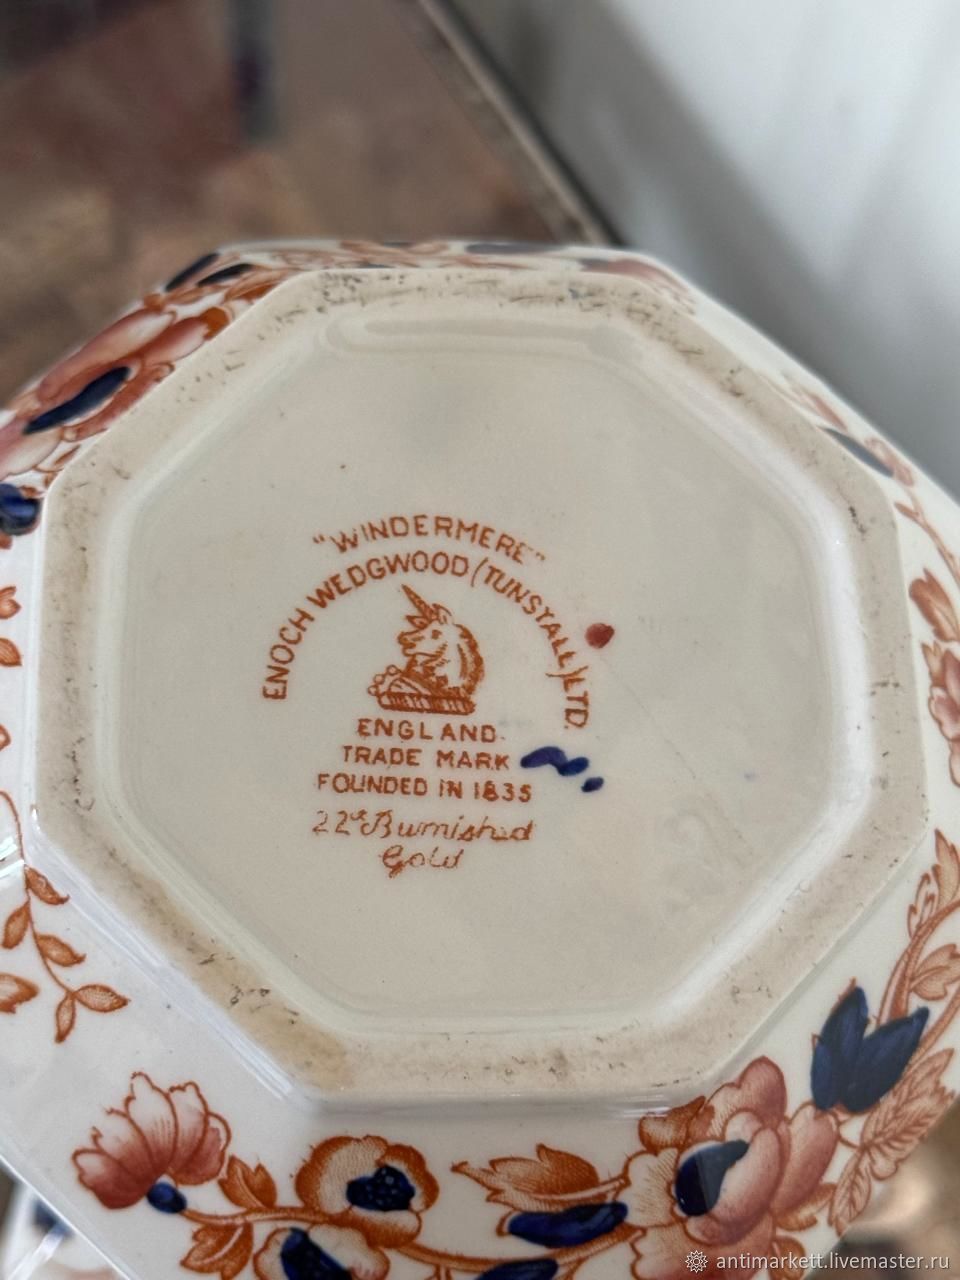 "WINDERMERE"
ENOCH WEDGWOOD (TUNSTALL) LTD.
ENGLAND.
TRADE MARK
FOUNDED IN 1835
22ct Burnished
Gold
antimarkett.livemaster.ru